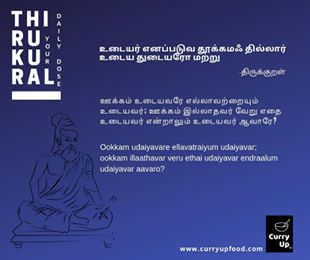 THI
RU
KU
RAL
YOUR
DAILY DOSE
உடையர் எனப்படுவ தூக்கமஃ தில்லார்
உடைய துடையரோ மற்று
-திருக்குறள்
ஊக்கம் உடையவரே எல்லாவற்றையும்
உடையவர்; ஊக்கம் இல்லாதவர் வேறு எதை
உடையவர் என்றாலும் உடையவர் ஆவாரோ?
Ookkam udaiyavare ellavatraiyum udaiyavar;
ookkam illaathavar veru ethai udaiyavar endraalum
udaiyavar aavaro?
Curry
Up
www.curryupfood.com